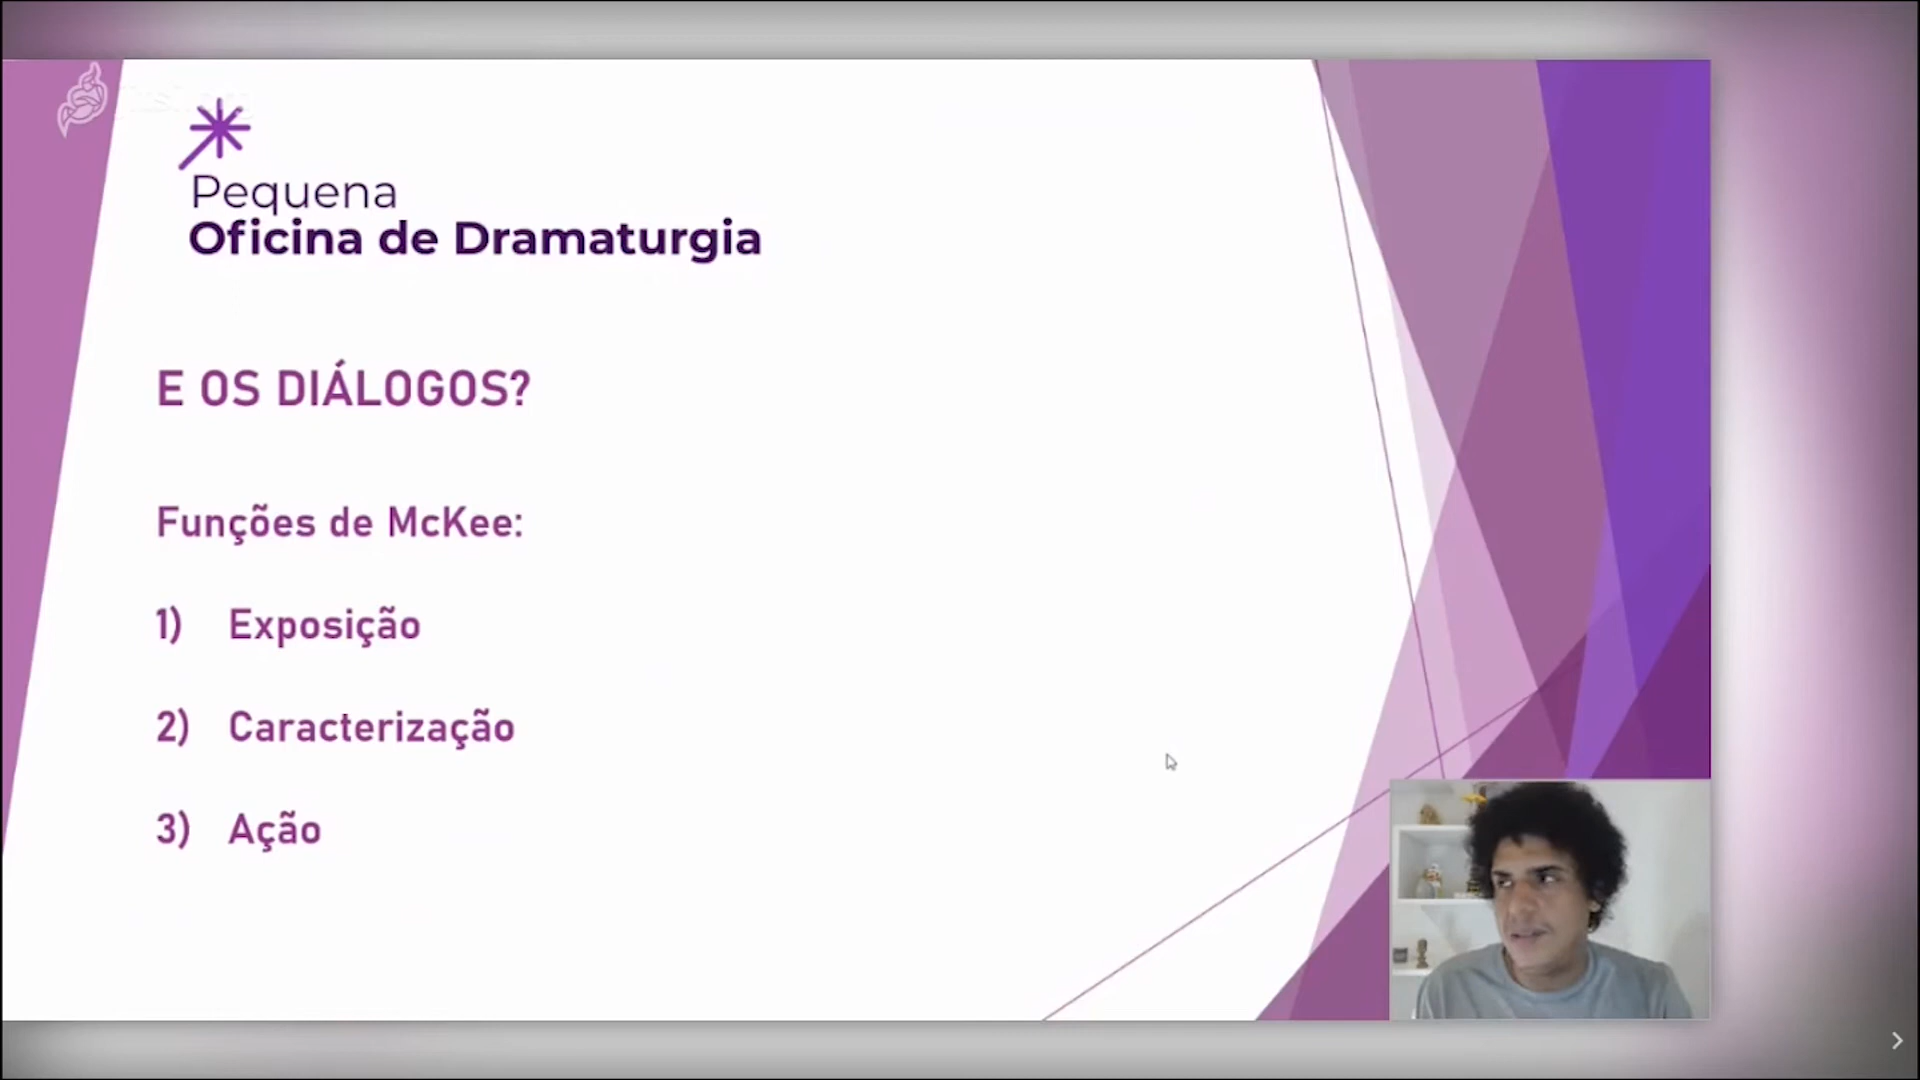 Pequena
Oficina de Dramaturgia
E OS DIÁLOGOS?
Funções de McKee:
1) Exposição
2) Caracterização
3) Ação